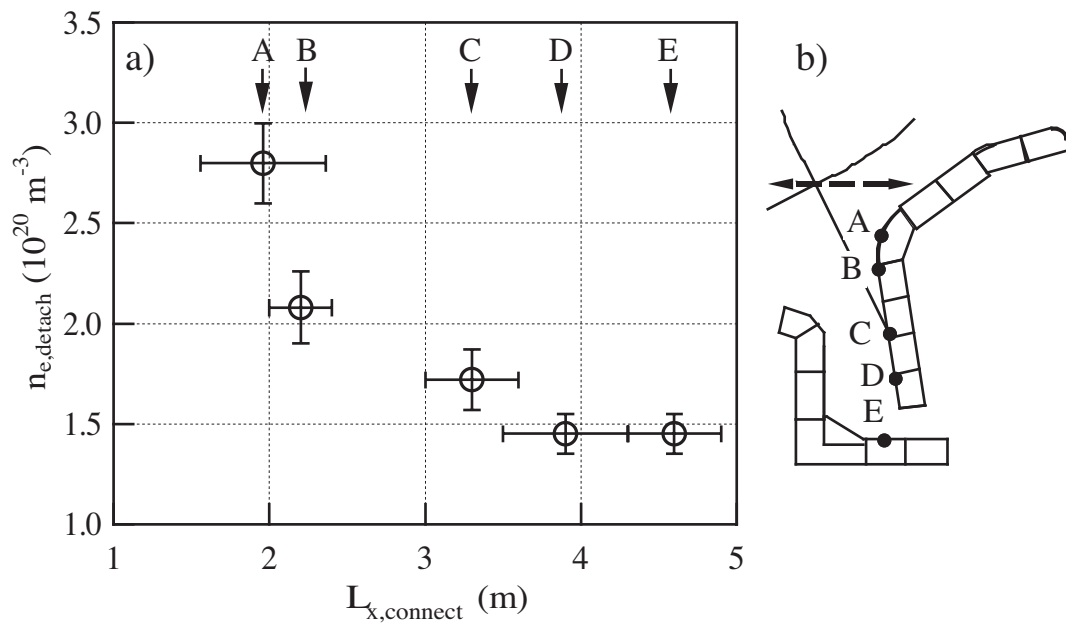 a)
A B C D E
3.5
3.0
2.5
2.0
1.5
1.0
n_e,detach (10^20 m^-3)
1 2 3 4 5
L_x,connect (m)
b)
A
B
C
D
E